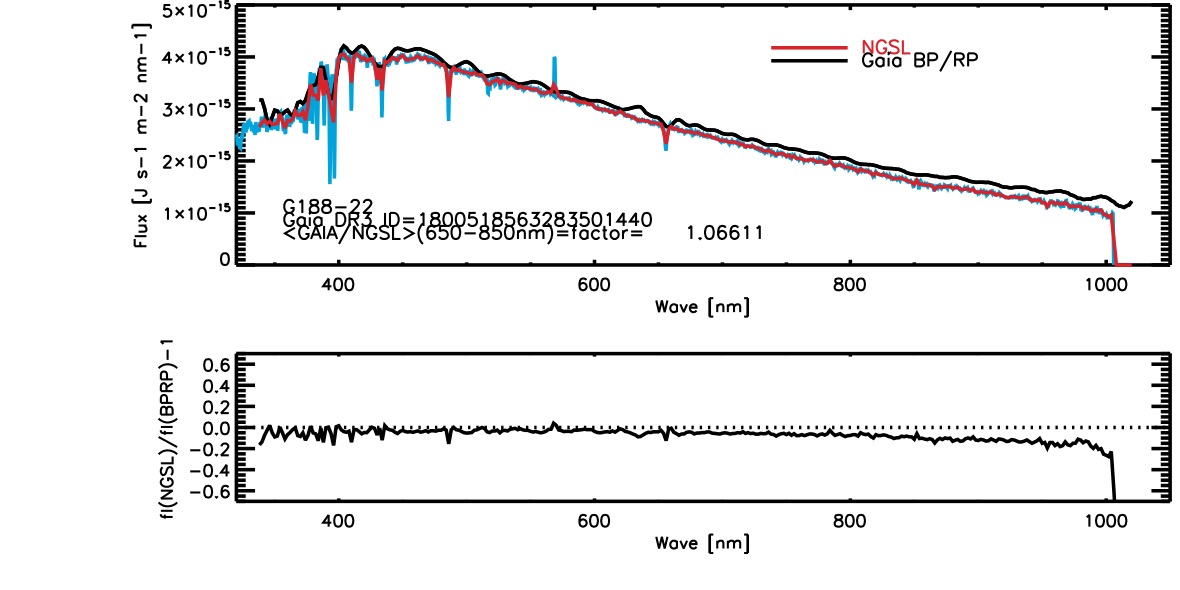 5×10⁻¹⁵
4×10⁻¹⁵
3×10⁻¹⁵
2×10⁻¹⁵
1×10⁻¹⁵
0
Flux [J s−1 m−2 nm−1]
NGSL
Gaia BP/RP
G188−22
Gaia DR3 ID=1800518563283501440
<GAIA/NGSL>(650−850nm)=factor= 1.06611
400 600 800 1000
Wave [nm]
fl(NGSL)/fl(BPRP)−1
0.6
0.4
0.2
0.0
−0.2
−0.4
−0.6
400 600 800 1000
Wave [nm]